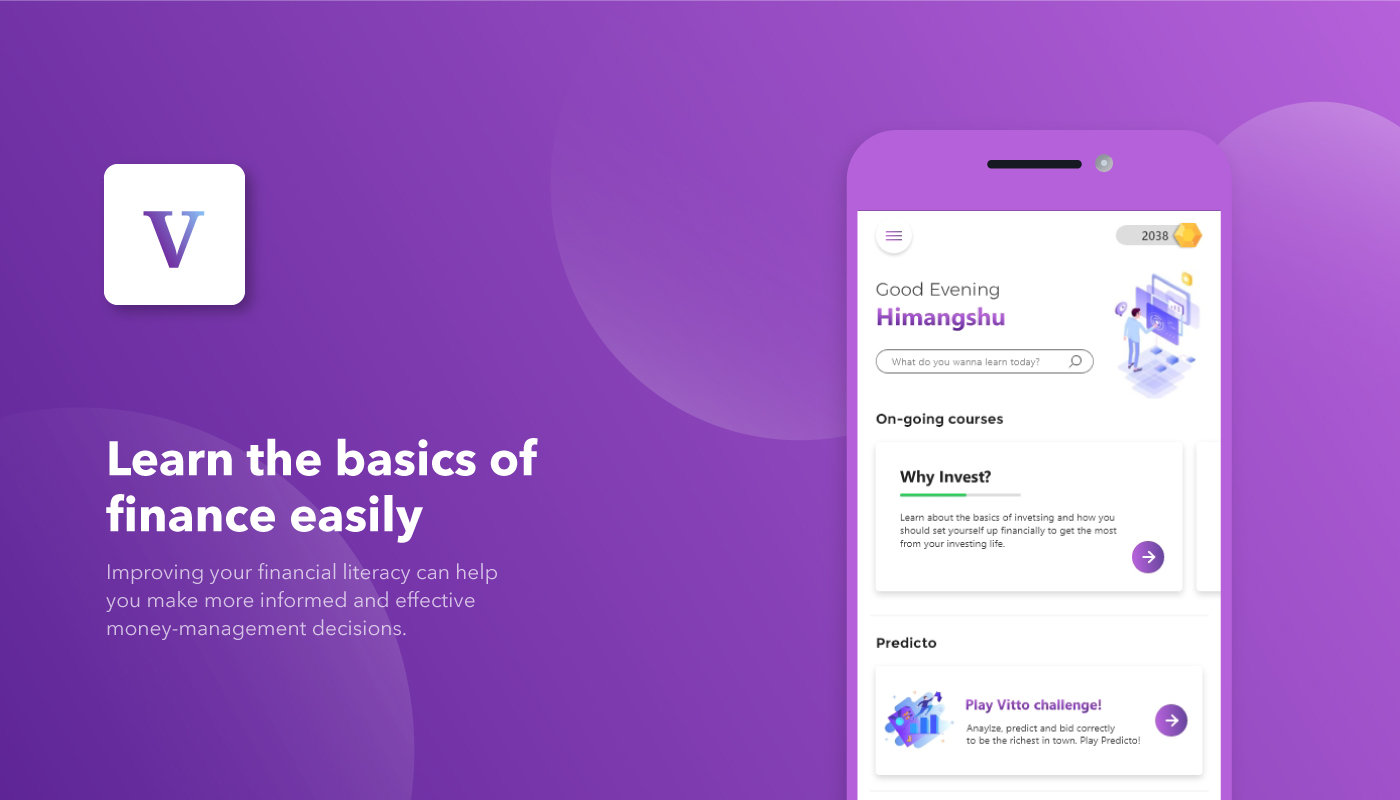 V
Learn the basics of
finance easily
Improving your financial literacy can help
you make more informed and effective
money-management decisions.
2038
Good Evening
Himangshu
What do you wanna learn today?
On-going courses
Why Invest?
Learn about the basics of invetsing and how you
should set yourself up financially to get the most
from your investing life.
Predicto
Play Vitto challenge!
Anaylze, predict and bid correctly
to be the richest in town. Play Predicto!